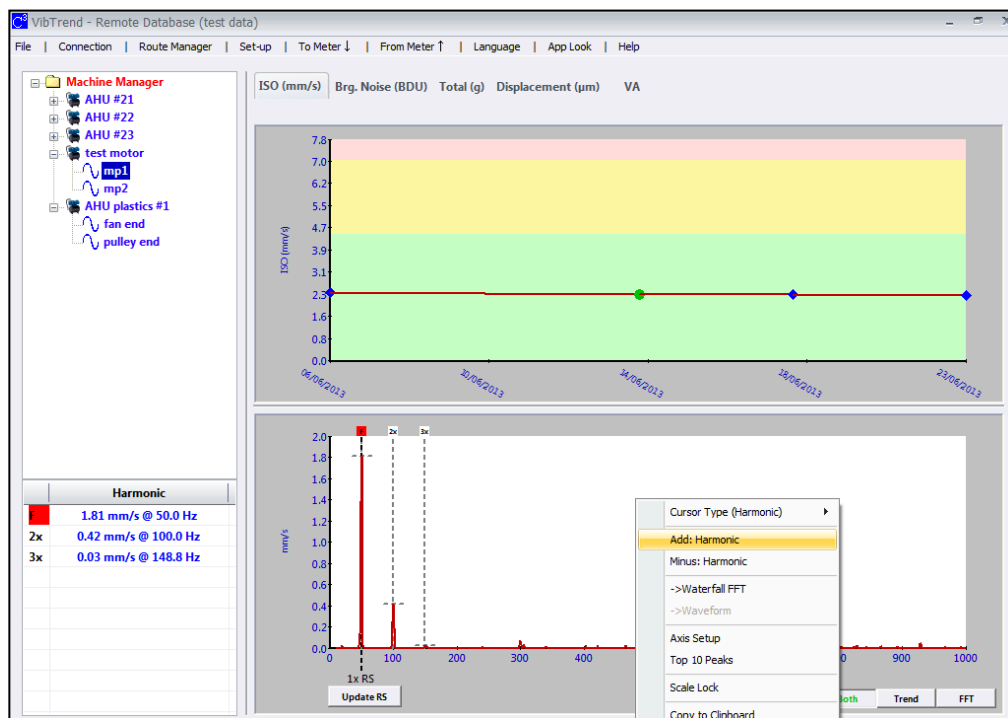 C³ VibTrend - Remote Database (test data)
File | Connection | Route Manager | Set-up | To Meter ↓ | From Meter ↑ | Language | App Look | Help
Machine Manager
AHU #21
AHU #22
AHU #23
test motor
mp1
mp2
AHU plastics #1
fan end
pulley end
Harmonic
F 1.81 mm/s @ 50.0 Hz
2x 0.42 mm/s @ 100.0 Hz
3x 0.03 mm/s @ 148.8 Hz
ISO (mm/s) Brg. Noise (BDU) Total (g) Displacement (µm) VA
ISO (mm/s)
7.8
7.0
6.2
5.5
4.7
3.9
3.1
2.3
1.6
0.8
0.0
06/06/2013 10/06/2013 14/06/2013 18/06/2013 23/06/2013
F 2x 3x
mm/s
2.0
1.8
1.6
1.4
1.2
1.0
0.8
0.6
0.4
0.2
0.0
0 100 200 300 400 900 1000
1x RS
Update RS
Cursor Type (Harmonic)
Add: Harmonic
Minus: Harmonic
->Waterfall FFT
->Waveform
Axis Setup
Top 10 Peaks
Scale Lock
Copy to Clipboard
Trend FFT